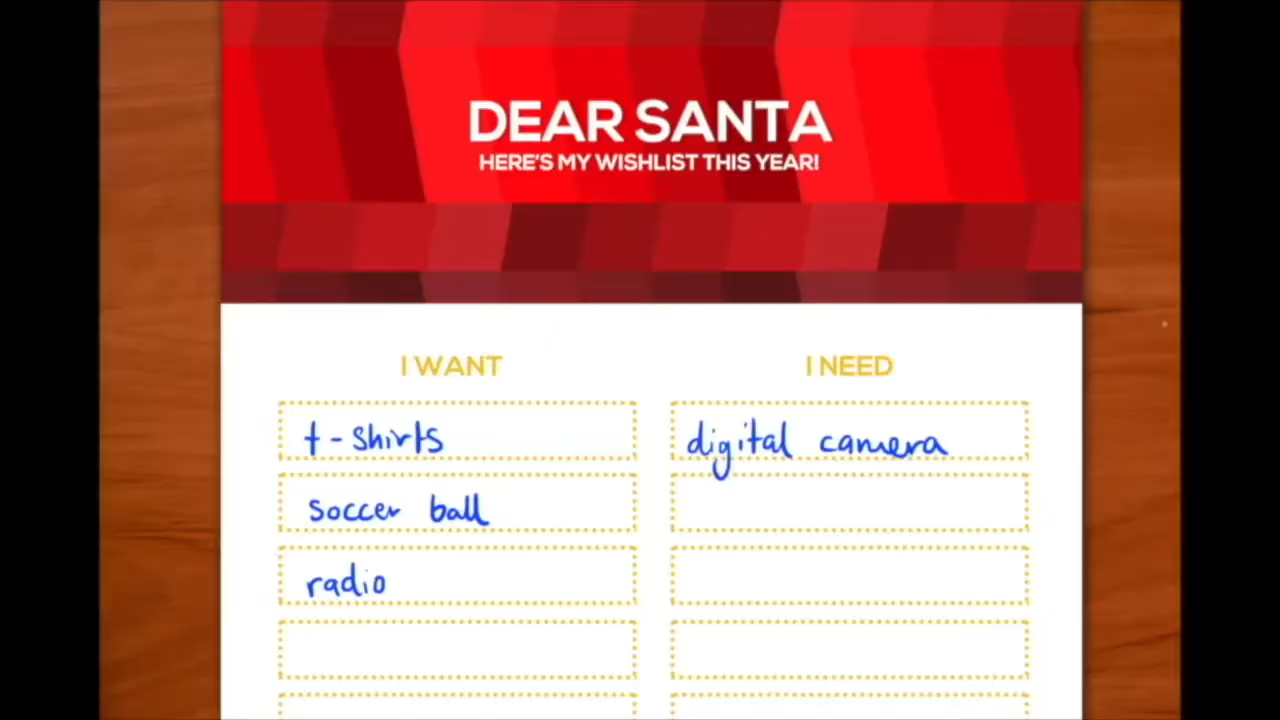 DEAR SANTA
HERE'S MY WISHLIST THIS YEAR!
I WANT
t-shirts
soccer ball
radio
I NEED
digital camera